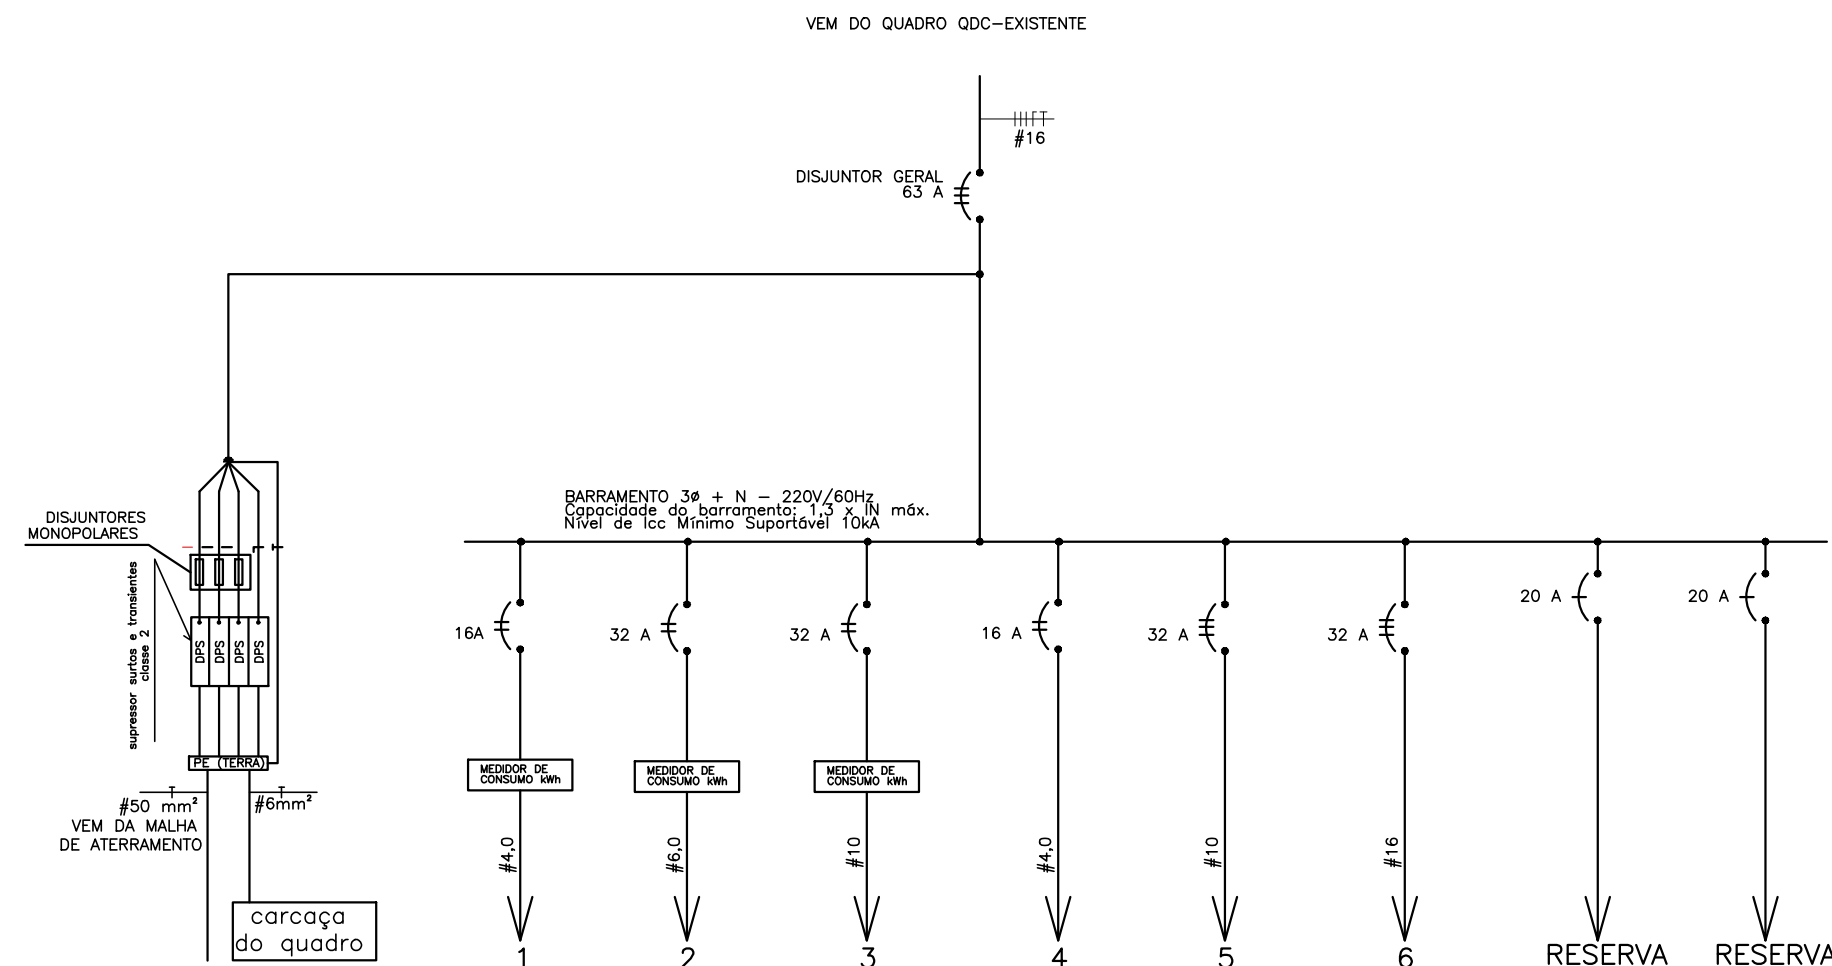 VEM DO QUADRO QDC-EXISTENTE
#16
DISJUNTOR GERAL
63 A
BARRAMENTO 3ø + N - 220V/60Hz
Capacidade do barramento: 1,3 x IN máx.
Nível de Icc Mínimo Suportável 10kA
DISJUNTORES
MONOPOLARES
supressor surtos e transientes
classe 2
DPS
DPS
DPS
DPS
PE (TERRA)
#50 mm²
#6mm²
VEM DA MALHA
DE ATERRAMENTO
carcaça
do quadro
16A
32 A
32 A
16 A
32 A
32 A
20 A
20 A
MEDIDOR DE
CONSUMO kWh
MEDIDOR DE
CONSUMO kWh
MEDIDOR DE
CONSUMO kWh
#4,0
#6,0
#10
#4,0
#10
#16
1
2
3
4
5
6
RESERVA
RESERVA